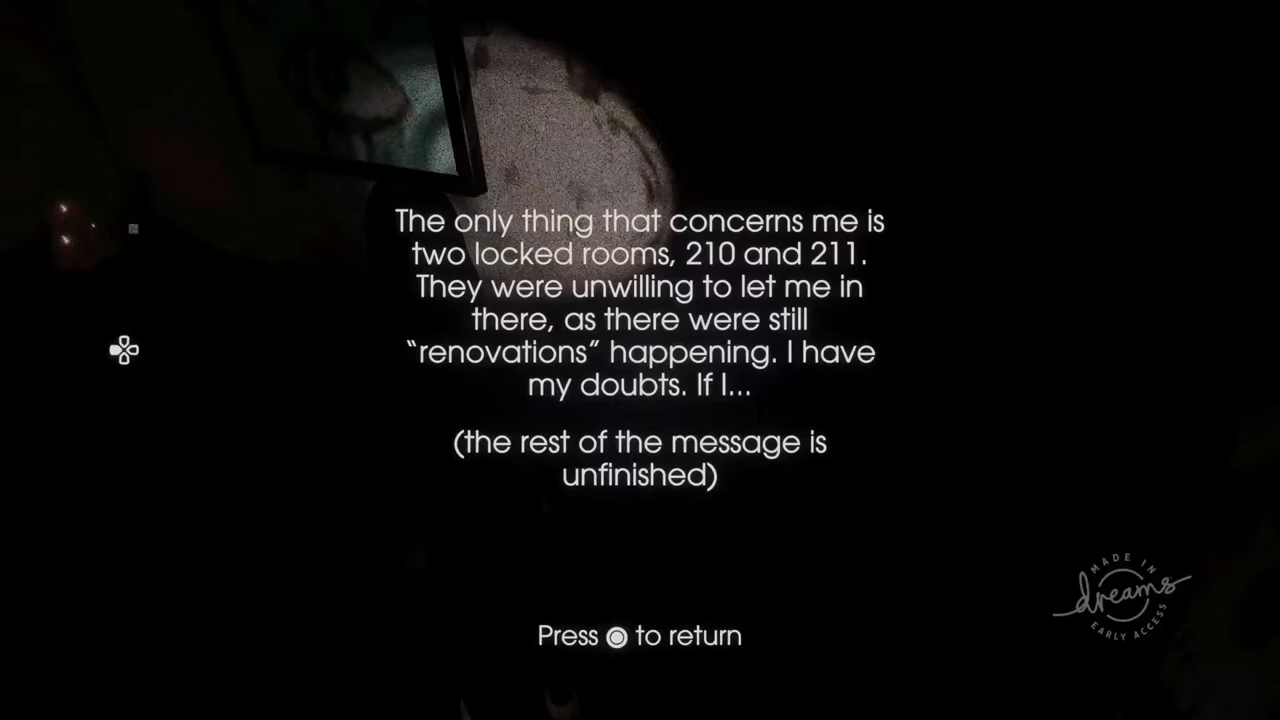 The only thing that concerns me is
two locked rooms, 210 and 211.
They were unwilling to let me in
there, as there were still
“renovations” happening. I have
my doubts. If I...
(the rest of the message is
unfinished)
Press to return
MADE IN
dreams
EARLY ACCESS